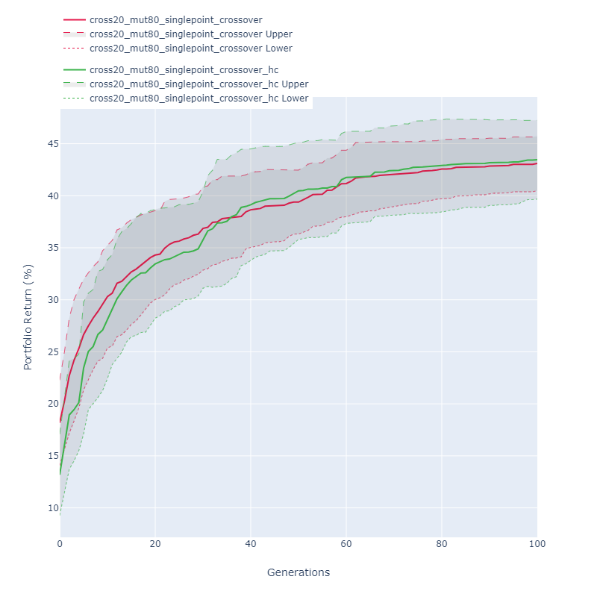 cross20_mut80_singlepoint_crossover
cross20_mut80_singlepoint_crossover Upper
cross20_mut80_singlepoint_crossover Lower
cross20_mut80_singlepoint_crossover_hc
cross20_mut80_singlepoint_crossover_hc Upper
cross20_mut80_singlepoint_crossover_hc Lower
45
40
35
30
25
20
15
10
Portfolio Return (%)
0 20 40 60 80 100
Generations